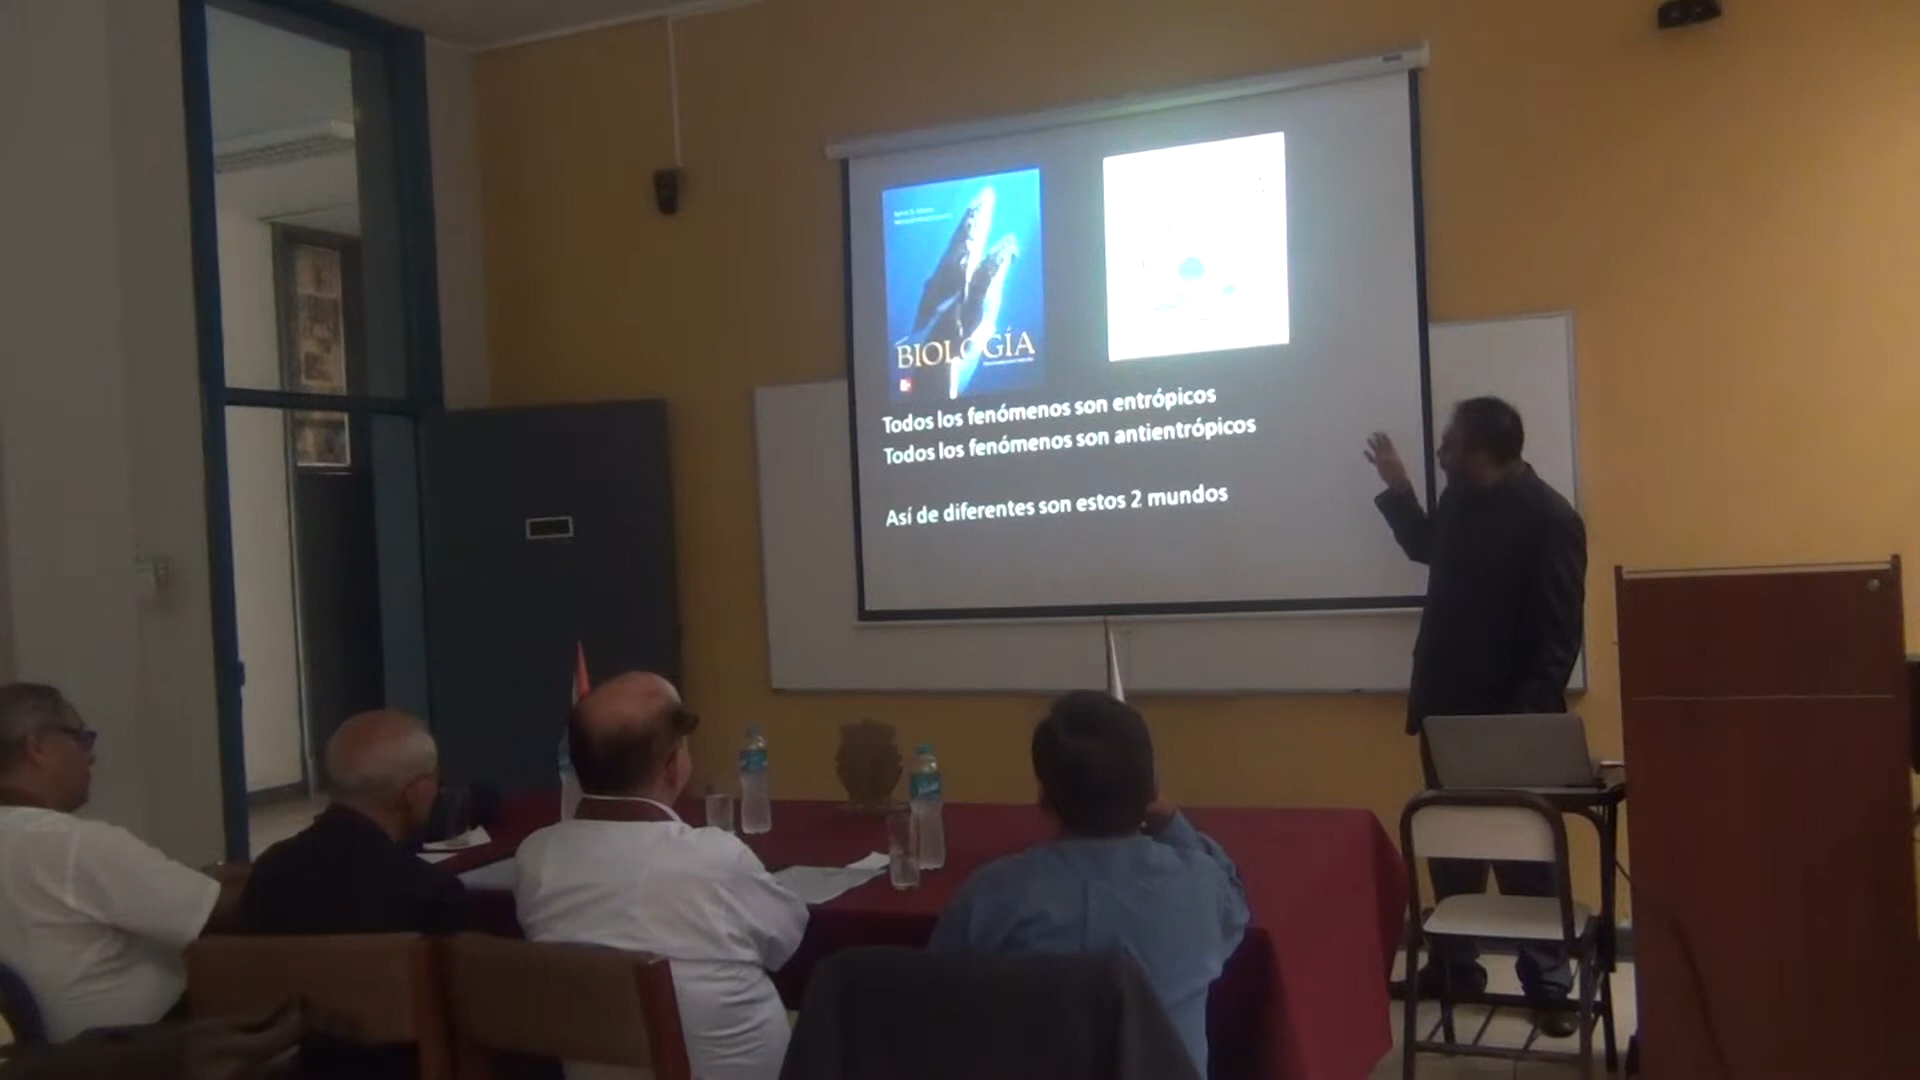 BIOLOGÍA
Todos los fenómenos son entrópicos
Todos los fenómenos son antientrópicos
Así de diferentes son estos 2 mundos